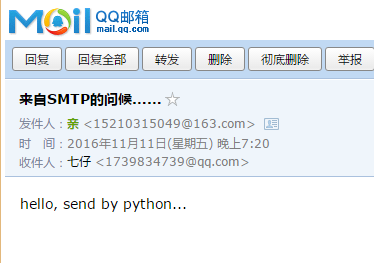 Mail QQ邮箱
mail.qq.com
回复 回复全部 转发 删除 彻底删除 举报
来自SMTP的问候......
发件人：亲 <15210315049@163.com>
时　间：2016年11月11日(星期五) 晚上7:20
收件人：七仔 <1739834739@qq.com>
hello, send by python...